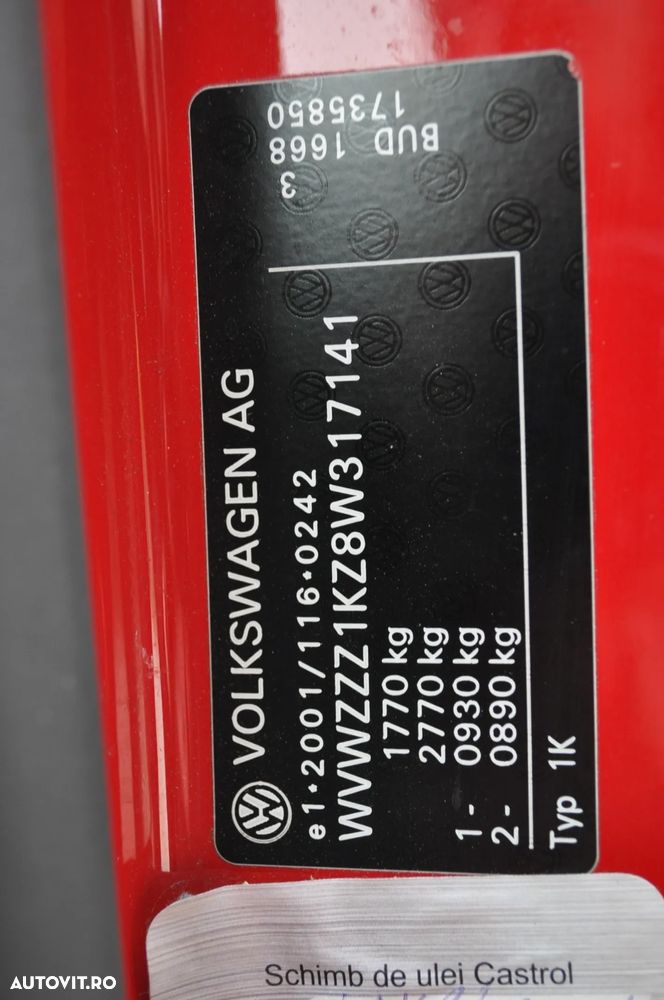 VOLKSWAGEN AG
e1*2001/116*0242
WVWZZZ1KZ8W317141
1770 kg
2770 kg
1- 0930 kg
2- 0890 kg
Typ 1K
3
BUD 1668
1735850
Schimb de ulei Castrol
AUTOVIT.RO